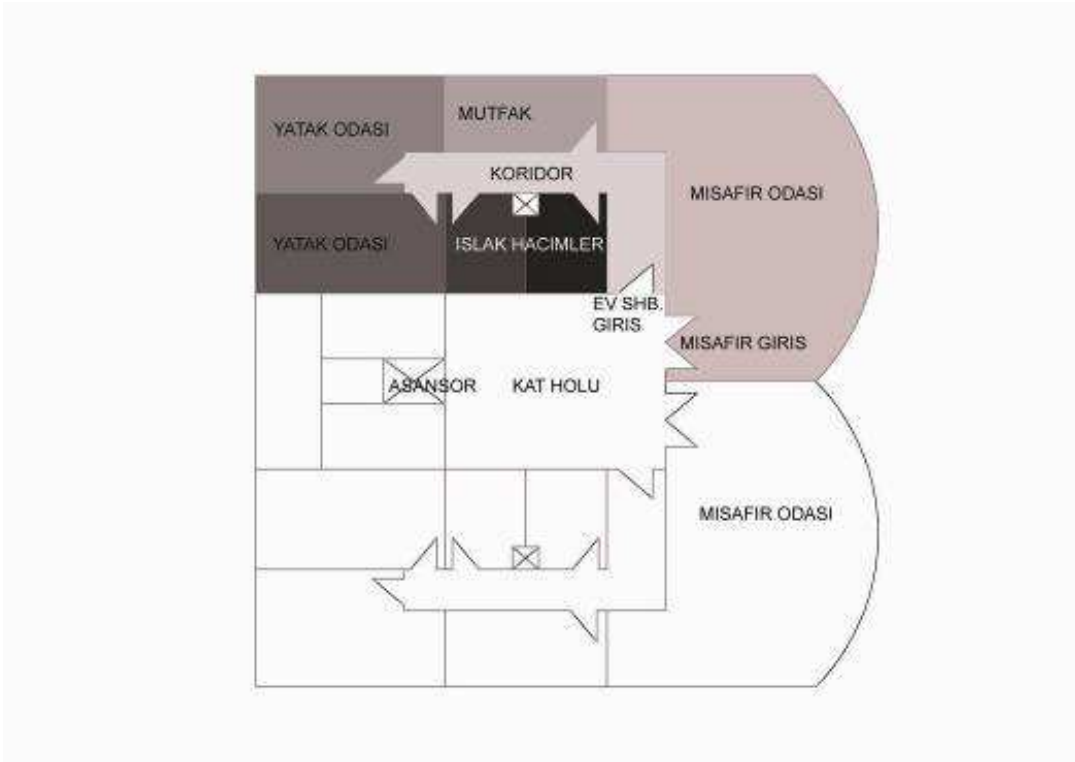 MUTFAK
YATAK ODASI
KORIDOR
MISAFIR ODASI
YATAK ODASI
ISLAK HACIMLER
EV SHB.
GIRIS
MISAFIR GIRIS
ASANSOR
KAT HOLU
MISAFIR ODASI